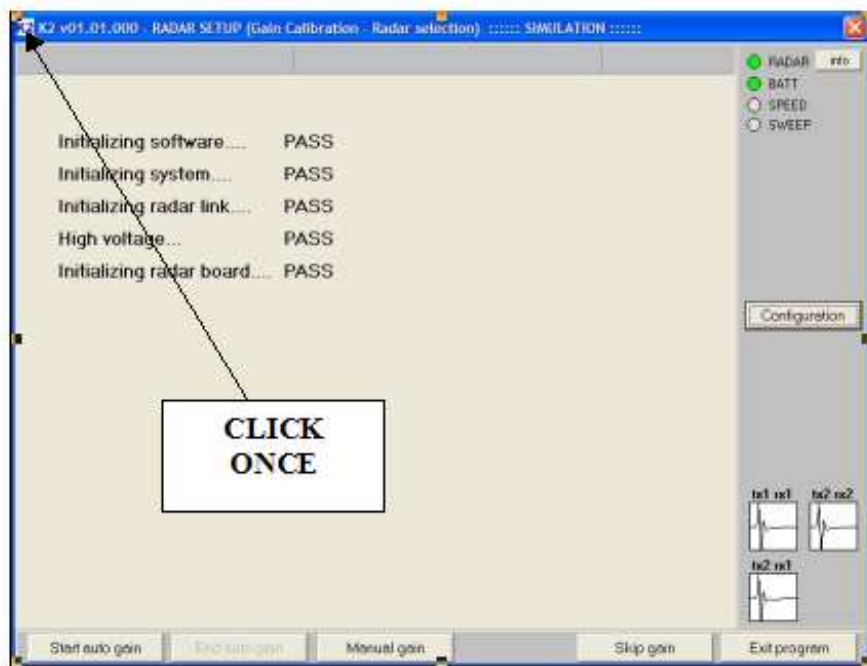 K2 v01.01.000 - RADAR SETUP (Gain Calibration - Radar selection) :::::: SIMULATION ::::::
RADAR info
BATT
SPEED
SWEEP
Initializing software.... PASS
Initializing system.... PASS
Initializing radar link.... PASS
High voltage... PASS
Initializing radar board.... PASS
Configuration
CLICK
ONCE
tx1 rx1 tx2 rx2
tx2 rx1
Start auto gain End auto gain Manual gain Skip gain Exit program